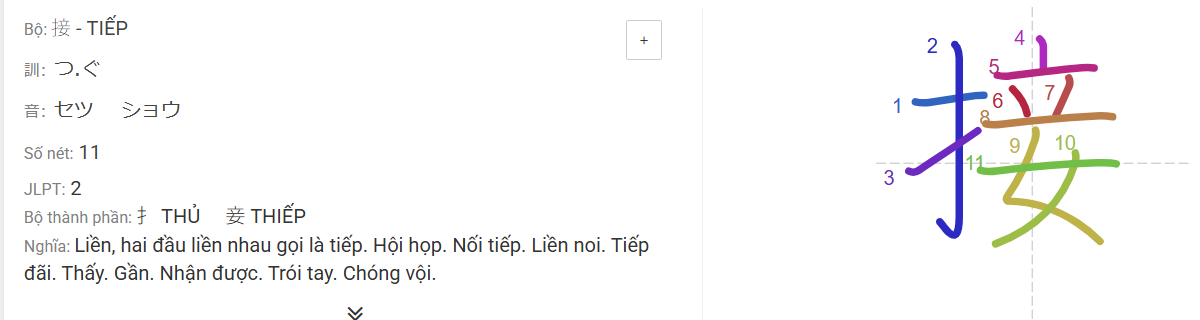 Bộ: 接 - TIẾP
+
訓: つ.ぐ
音: セツ ショウ
Số nét: 11
JLPT: 2
Bộ thành phần: 扌 THỦ 妾 THIẾP
Nghĩa: Liền, hai đầu liền nhau gọi là tiếp. Hội họp. Nối tiếp. Liền noi. Tiếp
đãi. Thấy. Gần. Nhận được. Trói tay. Chóng vội.
接
1
2
3
4
5
6
7
8
9
10
11